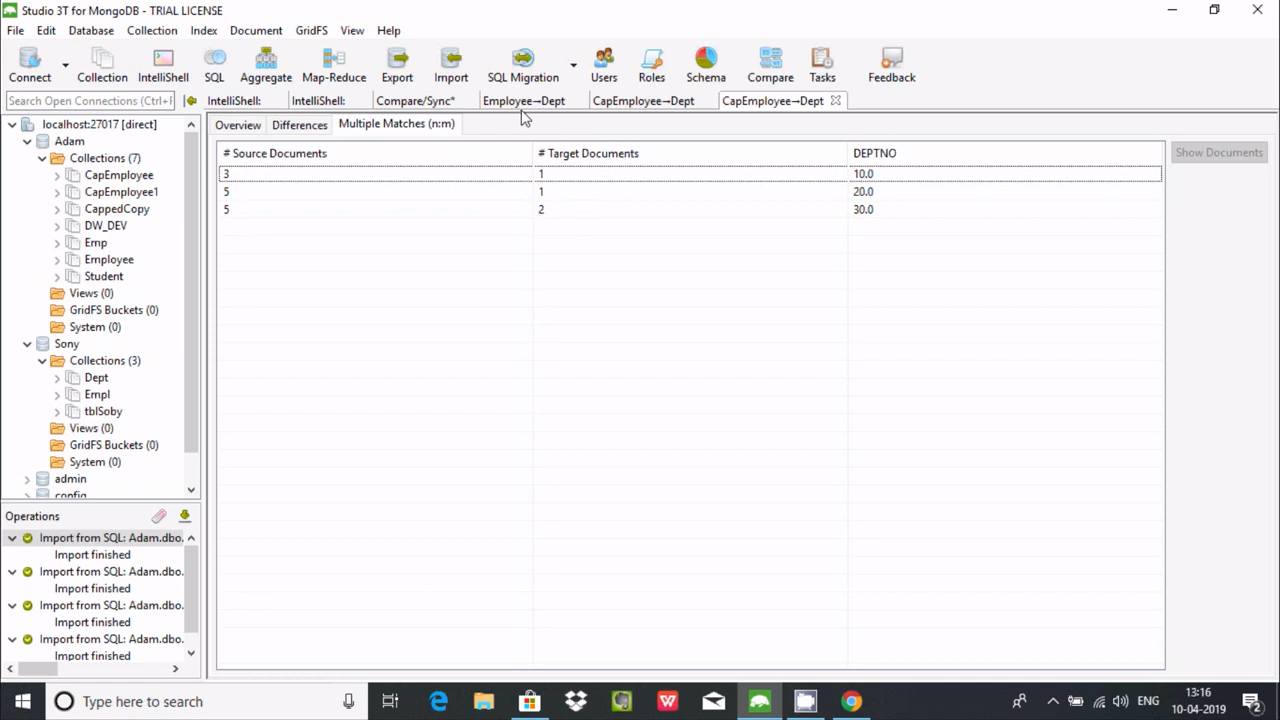 Studio 3T for MongoDB - TRIAL LICENSE
File Edit Database Collection Index Document GridFS View Help
Connect Collection IntelliShell SQL Aggregate Map-Reduce Export Import SQL Migration Users Roles Schema Compare Tasks Feedback
Search Open Connections (Ctrl+F
IntelliShell: IntelliShell: Compare/Sync* Employee→Dept CapEmployee→Dept CapEmployee→Dept
localhost:27017 [direct]
Adam
Collections (7)
CapEmployee
CapEmployee1
CappedCopy
DW_DEV
Emp
Employee
Student
Views (0)
GridFS Buckets (0)
System (0)
Sony
Collections (3)
Dept
Empl
tblSoby
Views (0)
GridFS Buckets (0)
System (0)
admin
config
Overview Differences Multiple Matches (n:m)
# Source Documents # Target Documents DEPTNO
3 1 10.0
5 1 20.0
5 2 30.0
Show Documents
Operations
Import from SQL: Adam.dbo.
Import finished
Import from SQL: Adam.dbo.
Import finished
Import from SQL: Adam.dbo.
Import finished
Import from SQL: Adam.dbo.
Import finished
Type here to search
ENG
13:16
10-04-2019
2